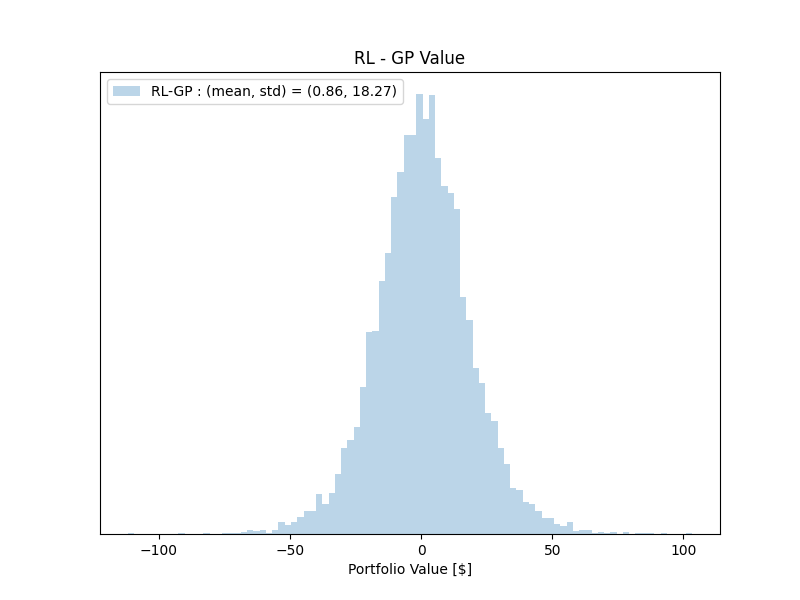 RL - GP Value
RL-GP : (mean, std) = (0.86, 18.27)
−100 −50 0 50 100
Portfolio Value [$]